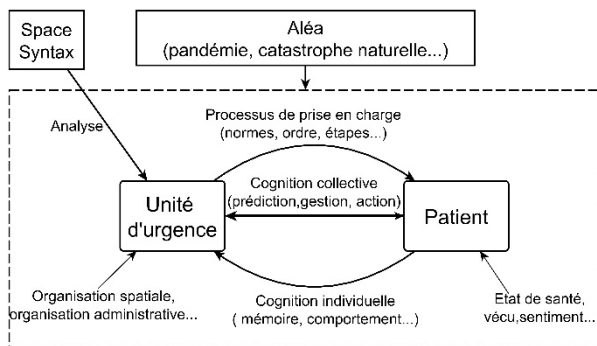 Space
Syntax
Aléa
(pandémie, catastrophe naturelle...)
Analyse
Processus de prise en charge
(normes, ordre, étapes...)
Unité
d'urgence
Cognition collective
(prédiction,gestion, action)
Patient
Organisation spatiale,
organisation administrative...
Cognition individuelle
( mémoire, comportement...)
Etat de santé,
vécu,sentiment...